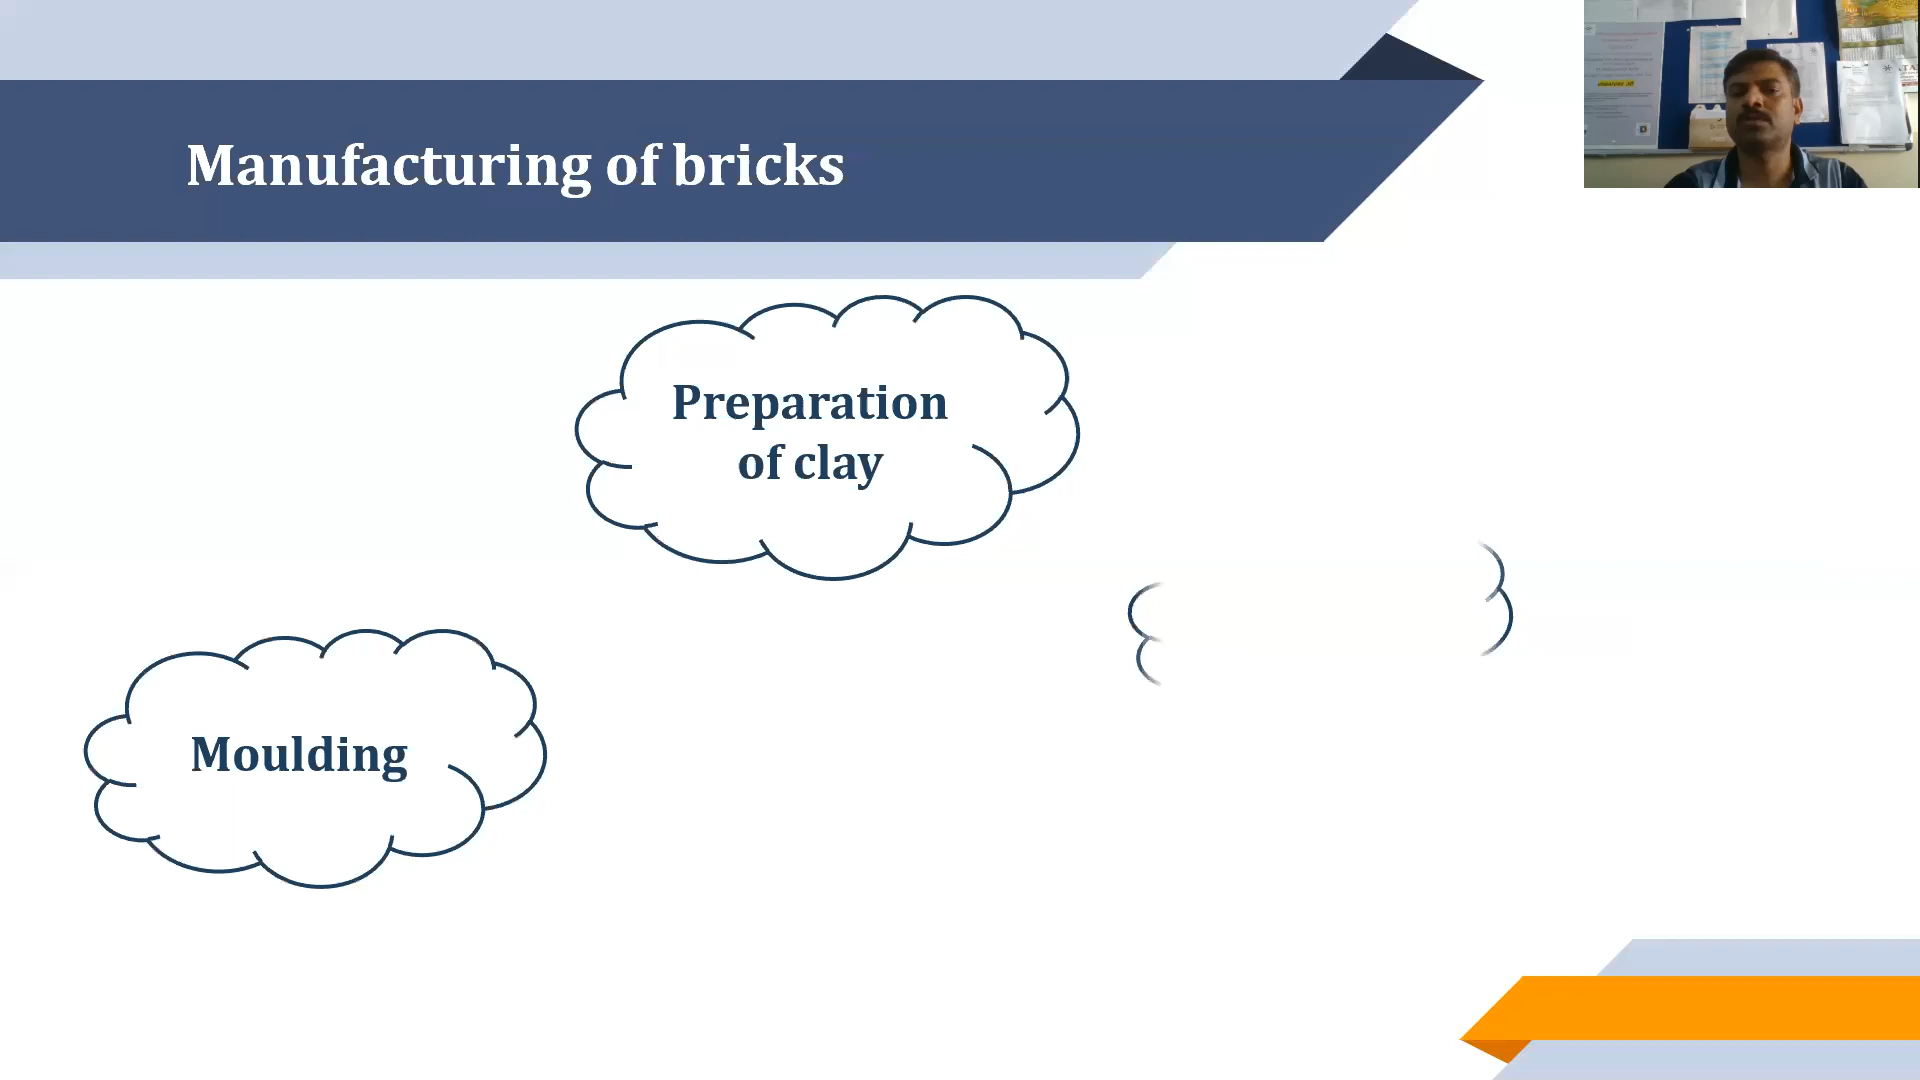 Manufacturing of bricks
Preparation
of clay
Moulding